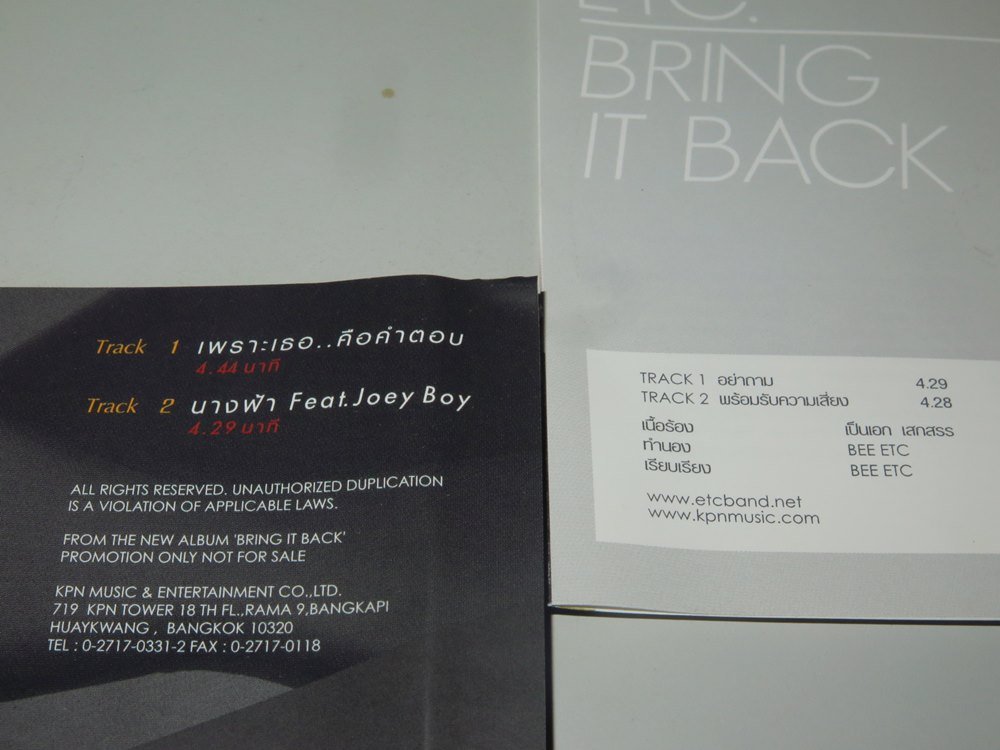 Track 1 เพราะเธอ..คือคำตอบ
4.44 นาที
Track 2 นางฟ้า Feat.Joey Boy
4.29 นาที
ALL RIGHTS RESERVED. UNAUTHORIZED DUPLICATION
IS A VIOLATION OF APPLICABLE LAWS.
FROM THE NEW ALBUM 'BRING IT BACK'
PROMOTION ONLY NOT FOR SALE
KPN MUSIC & ENTERTAINMENT CO.,LTD.
719 KPN TOWER 18 TH FL.,RAMA 9,BANGKAPI
HUAYKWANG , BANGKOK 10320
TEL : 0-2717-0331-2 FAX : 0-2717-0118
ETC.
BRING
IT BACK
TRACK 1 อย่าถาม 4.29
TRACK 2 พร้อมรับความเสี่ยง 4.28
เนื้อร้อง เป็นเอก เสกสรร
ทำนอง BEE ETC
เรียบเรียง BEE ETC
www.etcband.net
www.kpnmusic.com